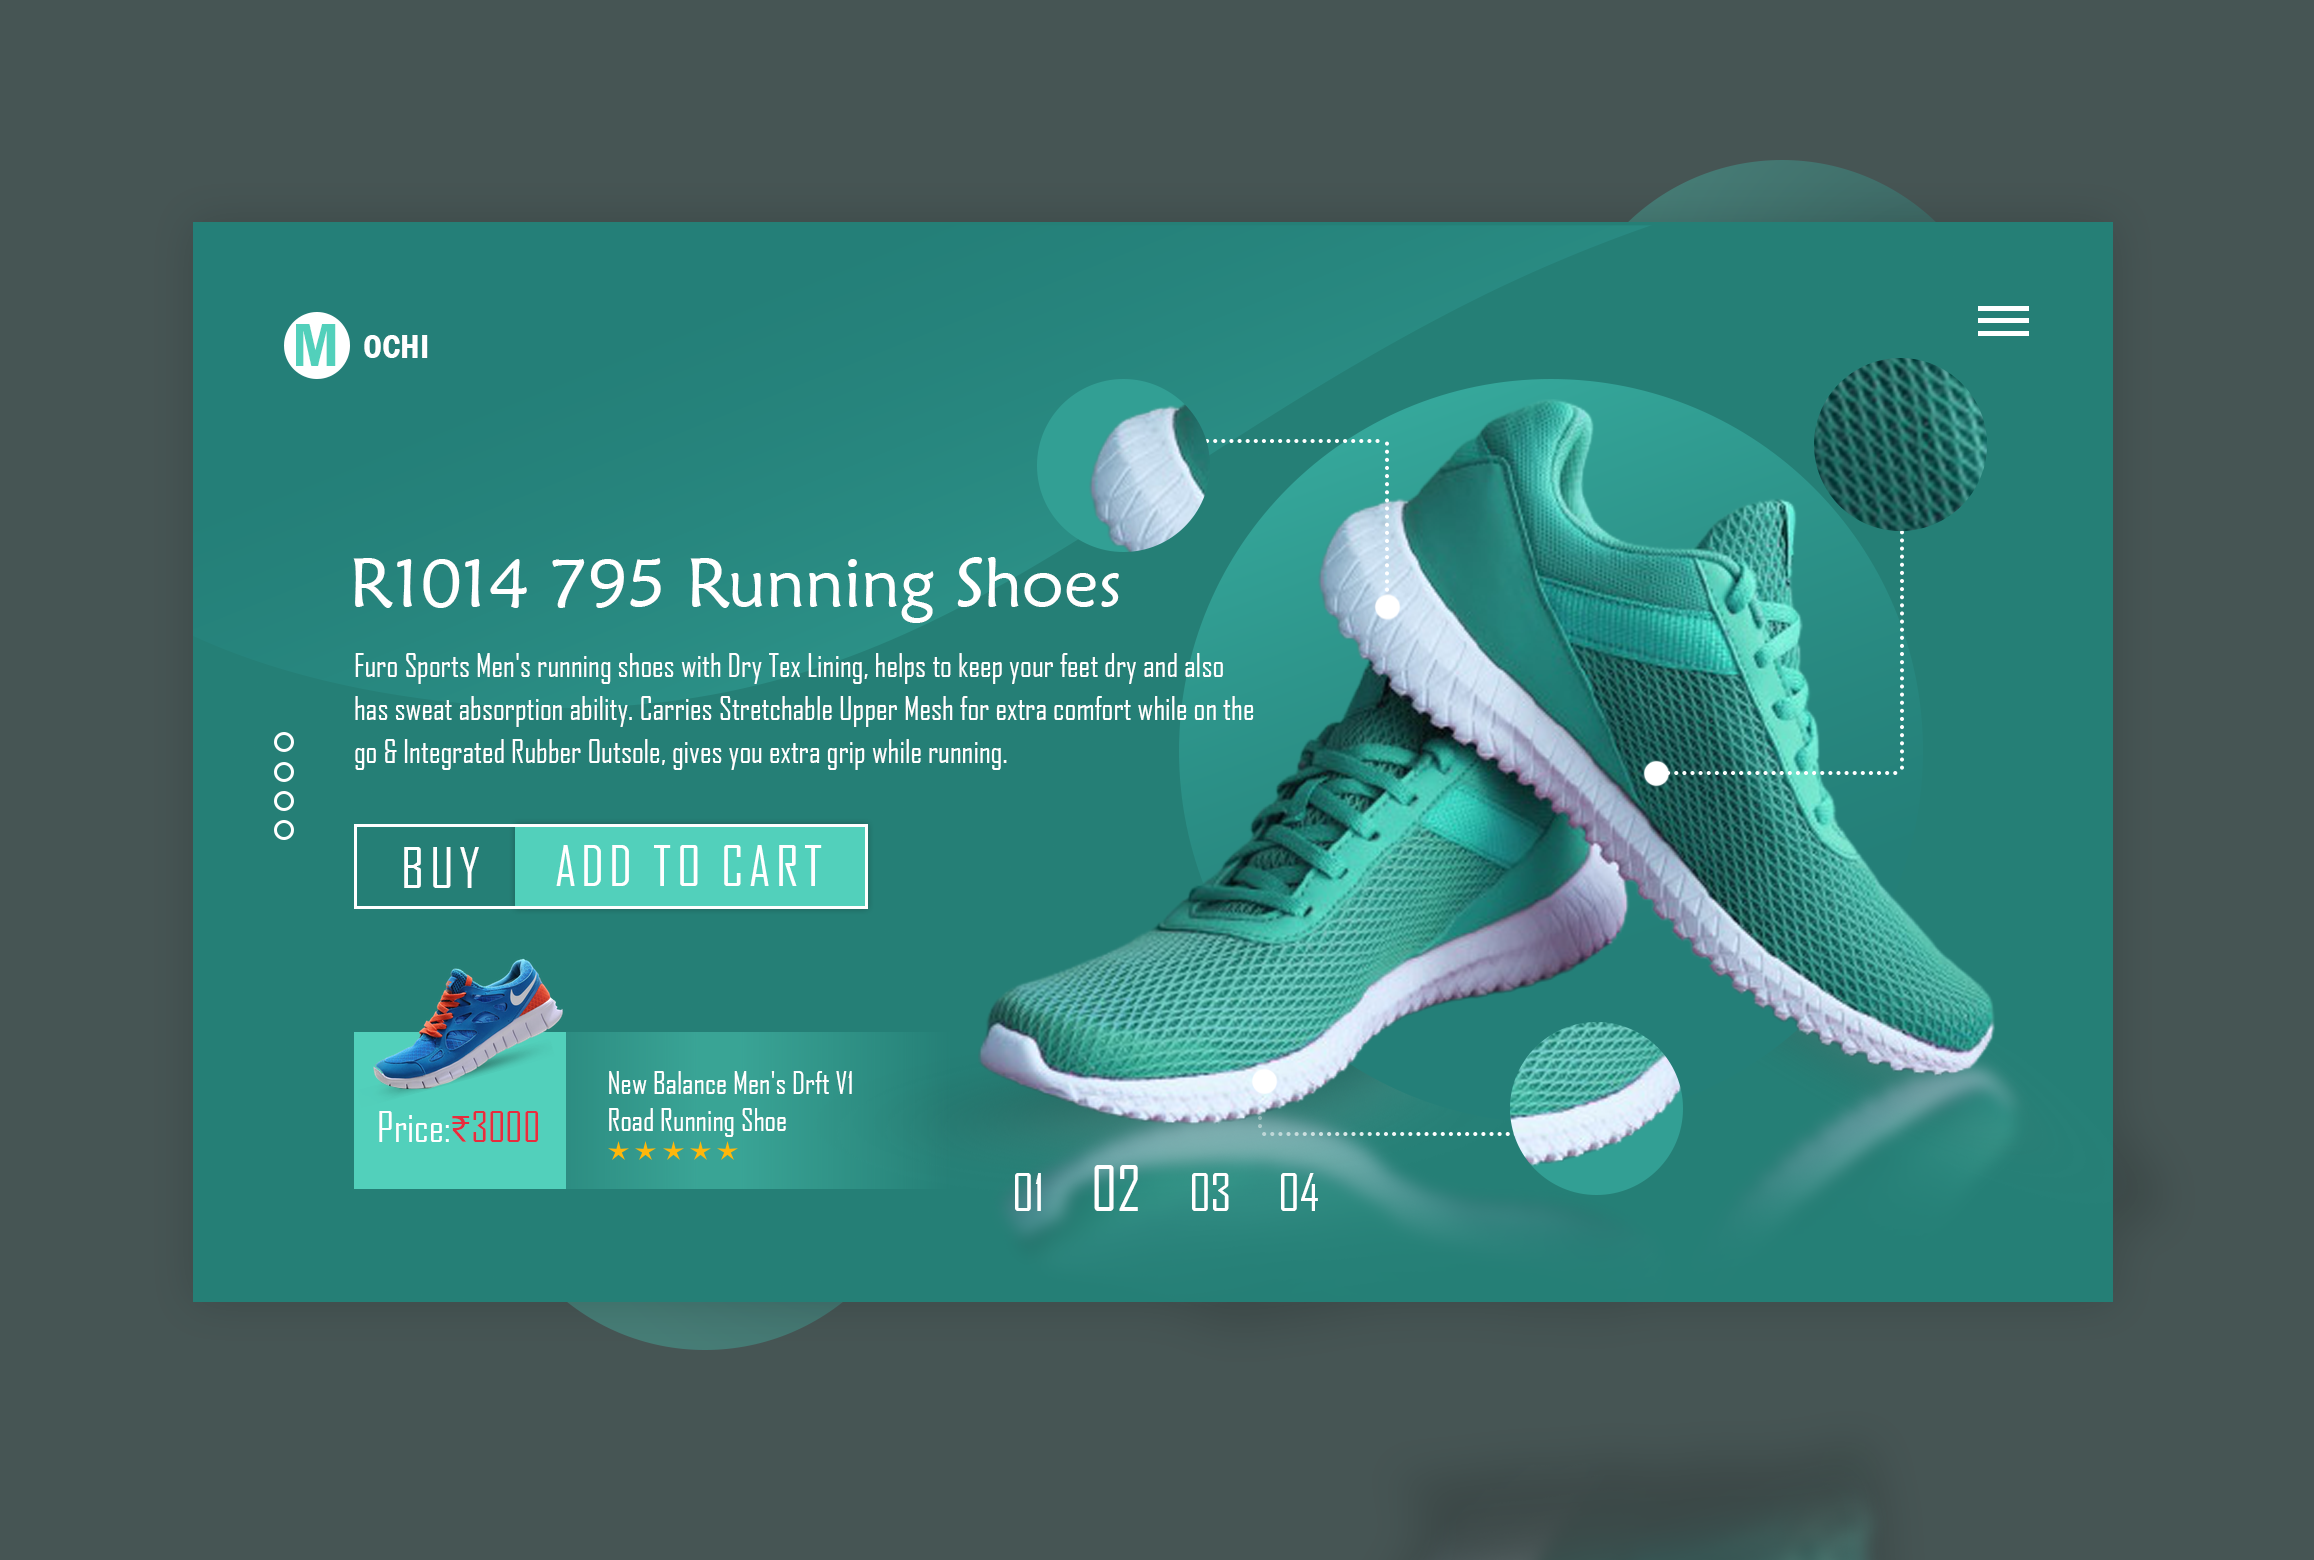 M OCHI
R1014 795 Running Shoes
Furo Sports Men's running shoes with Dry Tex Lining, helps to keep your feet dry and also
has sweat absorption ability. Carries Stretchable Upper Mesh for extra comfort while on the
go & Integrated Rubber Outsole, gives you extra grip while running.
BUY ADD TO CART
New Balance Men's Drft V1
Road Running Shoe
Price:₹3000
01 02 03 04